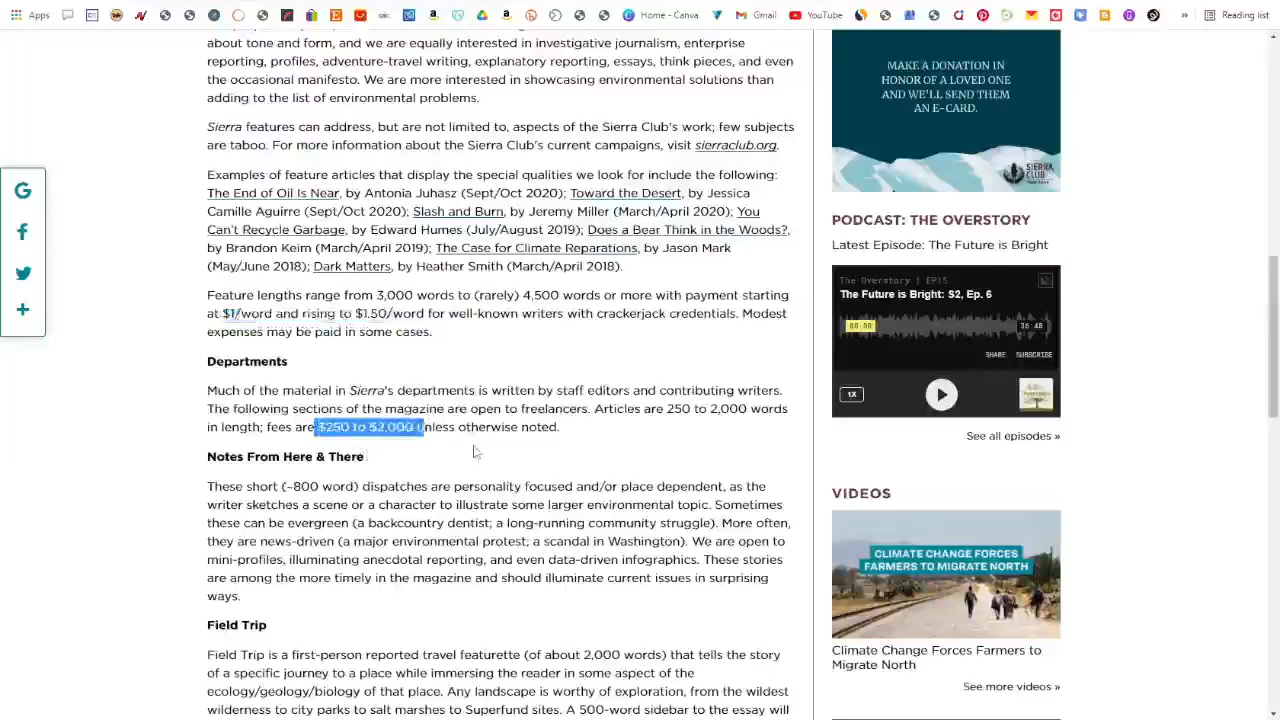 Apps
Home - Canva
Gmail
YouTube
»
Reading list
about tone and form, and we are equally interested in investigative journalism, enterprise
reporting, profiles, adventure-travel writing, explanatory reporting, essays, think pieces, and even
the occasional manifesto. We are more interested in showcasing environmental solutions than
adding to the list of environmental problems.
Sierra features can address, but are not limited to, aspects of the Sierra Club's work; few subjects
are taboo. For more information about the Sierra Club's current campaigns, visit sierraclub.org.
Examples of feature articles that display the special qualities we look for include the following:
The End of Oil Is Near, by Antonia Juhasz (Sept/Oct 2020); Toward the Desert, by Jessica
Camille Aguirre (Sept/Oct 2020); Slash and Burn, by Jeremy Miller (March/April 2020); You
Can't Recycle Garbage, by Edward Humes (July/August 2019); Does a Bear Think in the Woods?,
by Brandon Keim (March/April 2019); The Case for Climate Reparations, by Jason Mark
(May/June 2018); Dark Matters, by Heather Smith (March/April 2018).
Feature lengths range from 3,000 words to (rarely) 4,500 words or more with payment starting
at $1/word and rising to $1.50/word for well-known writers with crackerjack credentials. Modest
expenses may be paid in some cases.
Departments
Much of the material in Sierra's departments is written by staff editors and contributing writers.
The following sections of the magazine are open to freelancers. Articles are 250 to 2,000 words
in length; fees are $250 to $2,000 unless otherwise noted.
Notes From Here & There
These short (~800 word) dispatches are personality focused and/or place dependent, as the
writer sketches a scene or a character to illustrate some larger environmental topic. Sometimes
these can be evergreen (a backcountry dentist; a long-running community struggle). More often,
they are news-driven (a major environmental protest; a scandal in Washington). We are open to
mini-profiles, illuminating anecdotal reporting, and even data-driven infographics. These stories
are among the more timely in the magazine and should illuminate current issues in surprising
ways.
Field Trip
Field Trip is a first-person reported travel featurette (of about 2,000 words) that tells the story
of a specific journey to a place while immersing the reader in some aspect of the
ecology/geology/biology of that place. Any landscape is worthy of exploration, from the wildest
wilderness to city parks to salt marshes to Superfund sites. A 500-word sidebar to the essay will
MAKE A DONATION IN
HONOR OF A LOVED ONE
AND WE'LL SEND THEM
AN E-CARD.
SIERRA
CLUB
PODCAST: THE OVERSTORY
Latest Episode: The Future is Bright
The Overstory | EP15
The Future is Bright: S2, Ep. 6
00:00
36:48
SHARE SUBSCRIBE
1X
See all episodes »
VIDEOS
CLIMATE CHANGE FORCES
FARMERS TO MIGRATE NORTH
Climate Change Forces Farmers to
Migrate North
See more videos »